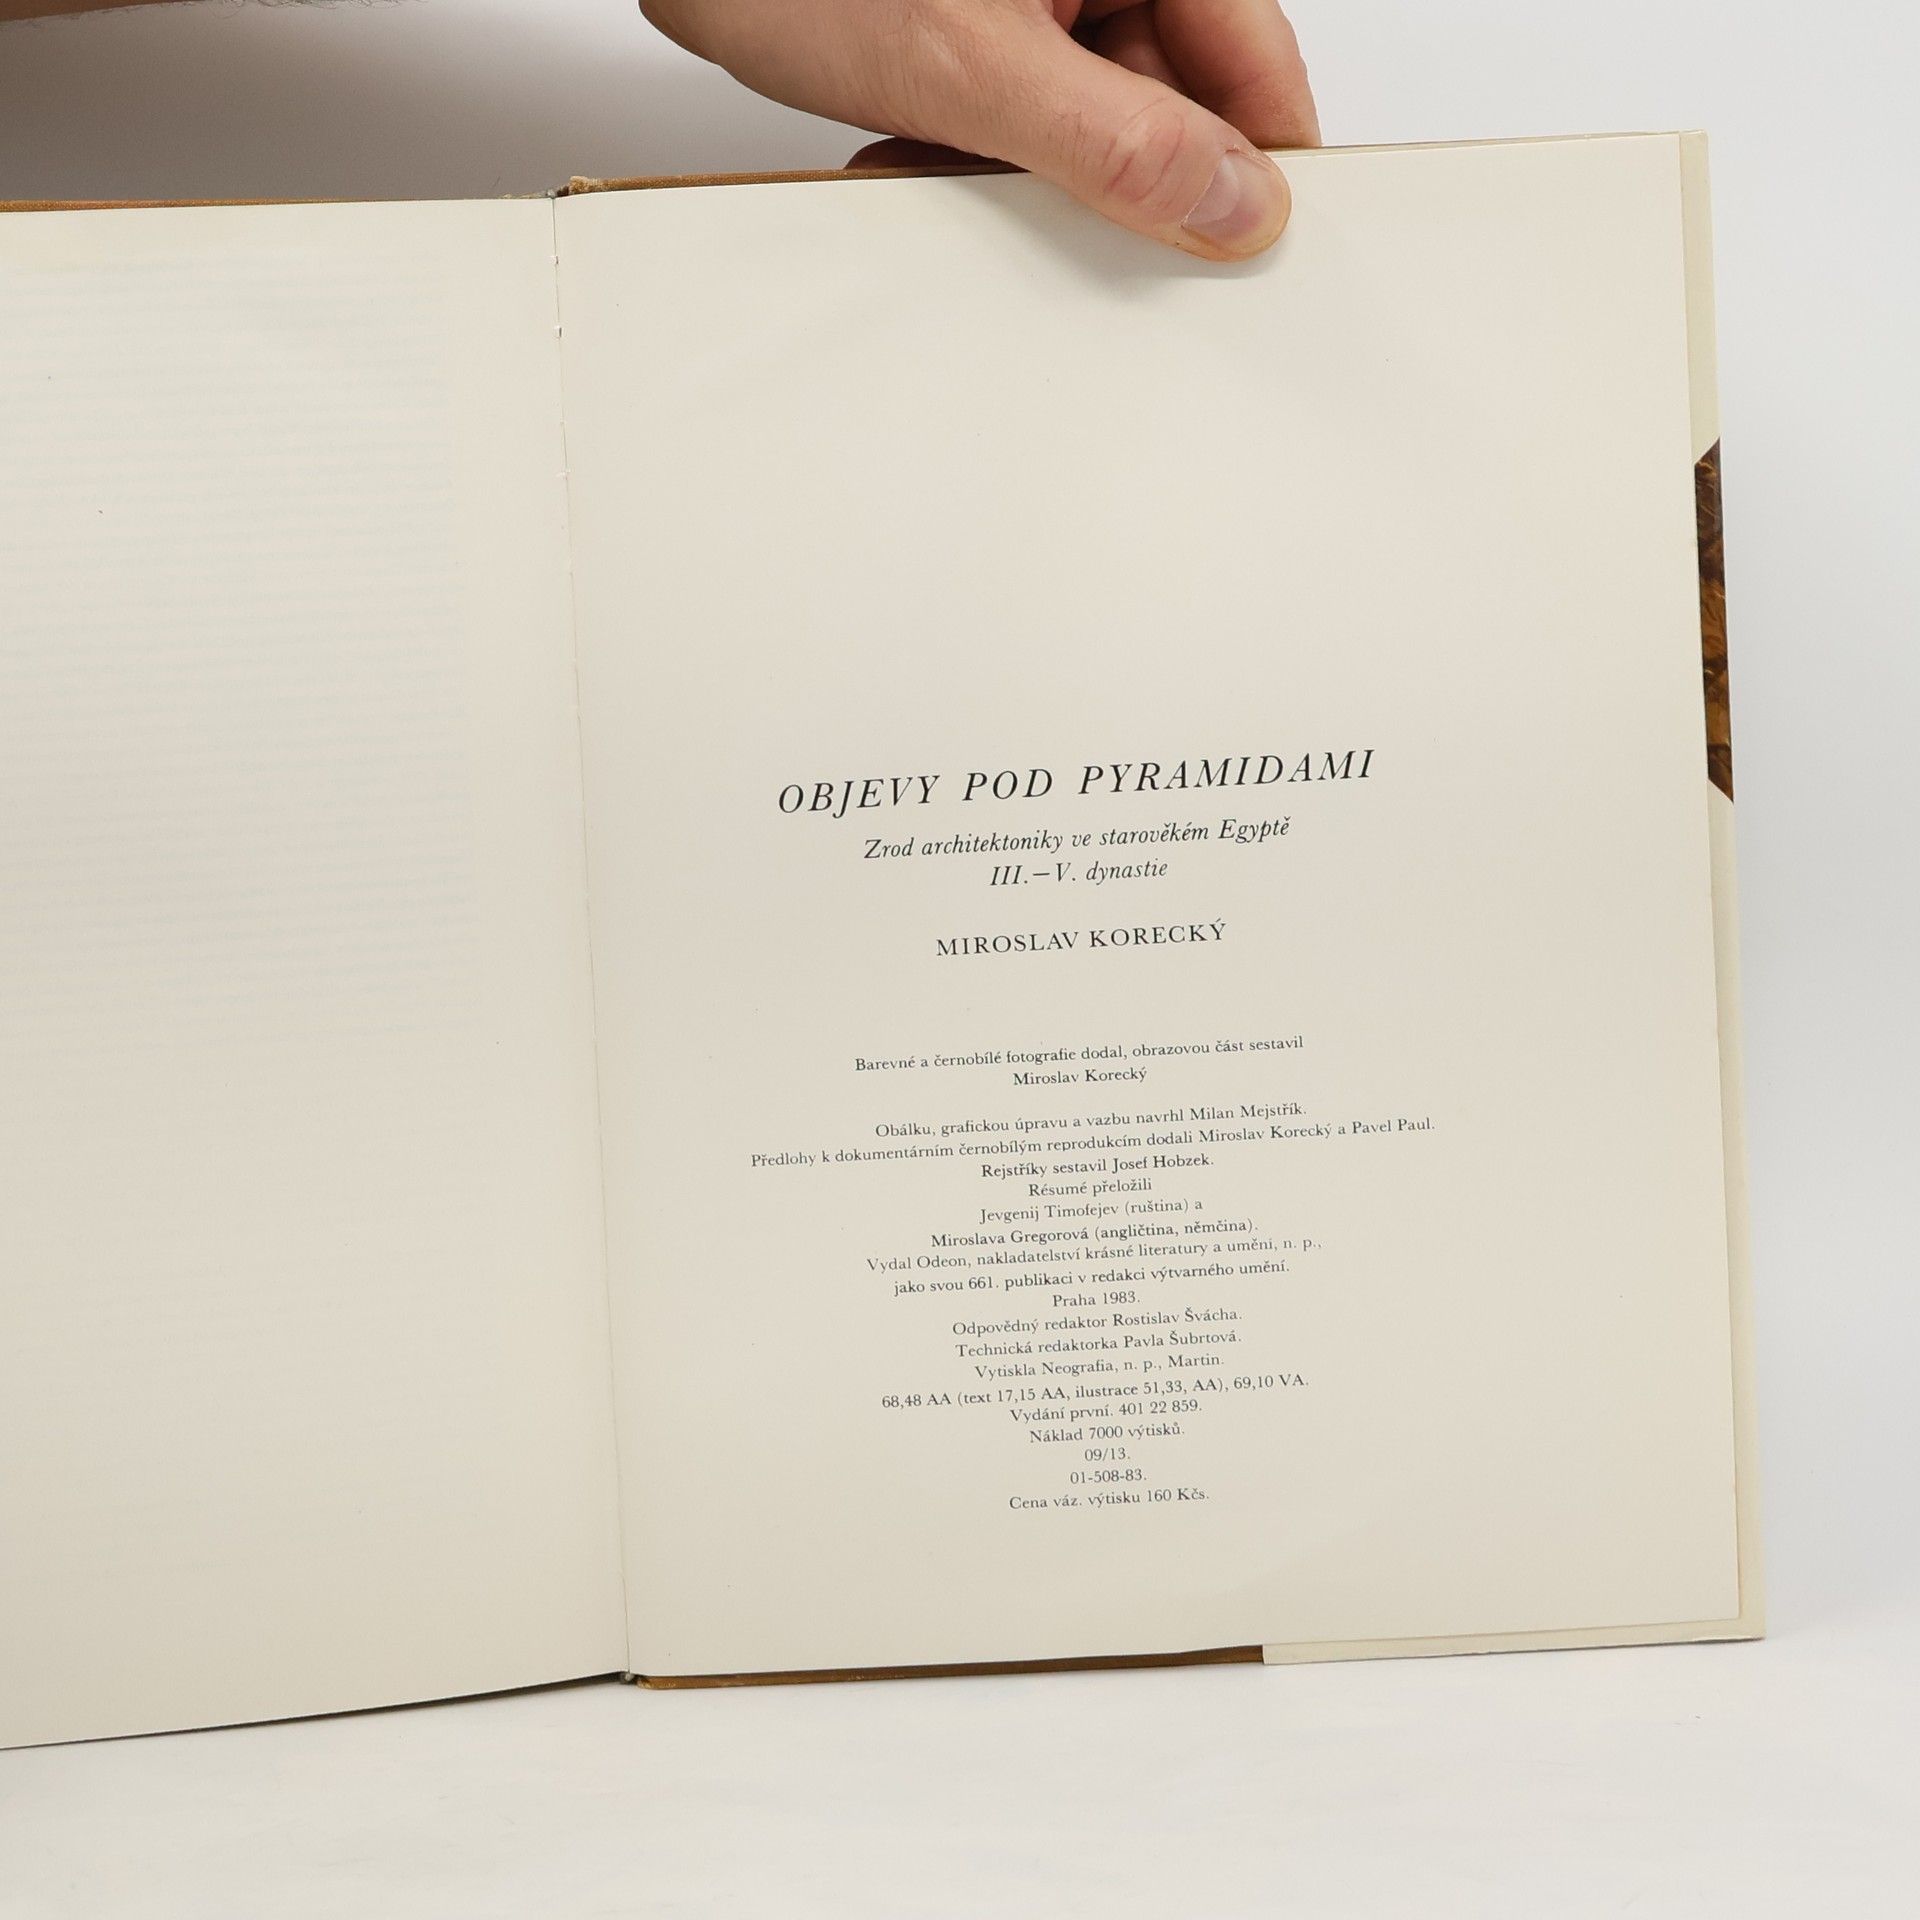 OBJEVY POD PYRAMIDAMI
Zrod architektoniky ve starověkém Egyptě
III.—V. dynastie
MIROSLAV KORECKÝ
Barevné a černobílé fotografie dodal, obrazovou část sestavil
Miroslav Korecký
Obálku, grafickou úpravu a vazbu navrhl Milan Mejstřík.
Předlohy k dokumentárním černobílým reprodukcím dodali Miroslav Korecký a Pavel Paul.
Rejstříky sestavil Josef Hobzek.
Résumé přeložili
Jevgenij Timofejev (ruština) a
Miroslava Gregorová (angličtina, němčina).
Vydal Odeon, nakladatelství krásné literatury a umění, n. p.,
jako svou 661. publikaci v redakci výtvarného umění.
Praha 1983.
Odpovědný redaktor Rostislav Švácha.
Technická redaktorka Pavla Šubrtová.
Vytiskla Neografia, n. p., Martin.
68,48 AA (text 17,15 AA, ilustrace 51,33, AA), 69,10 VA.
Vydání první. 401 22 859.
Náklad 7000 výtisků.
09/13.
01-508-83.
Cena váz. výtisku 160 Kčs.